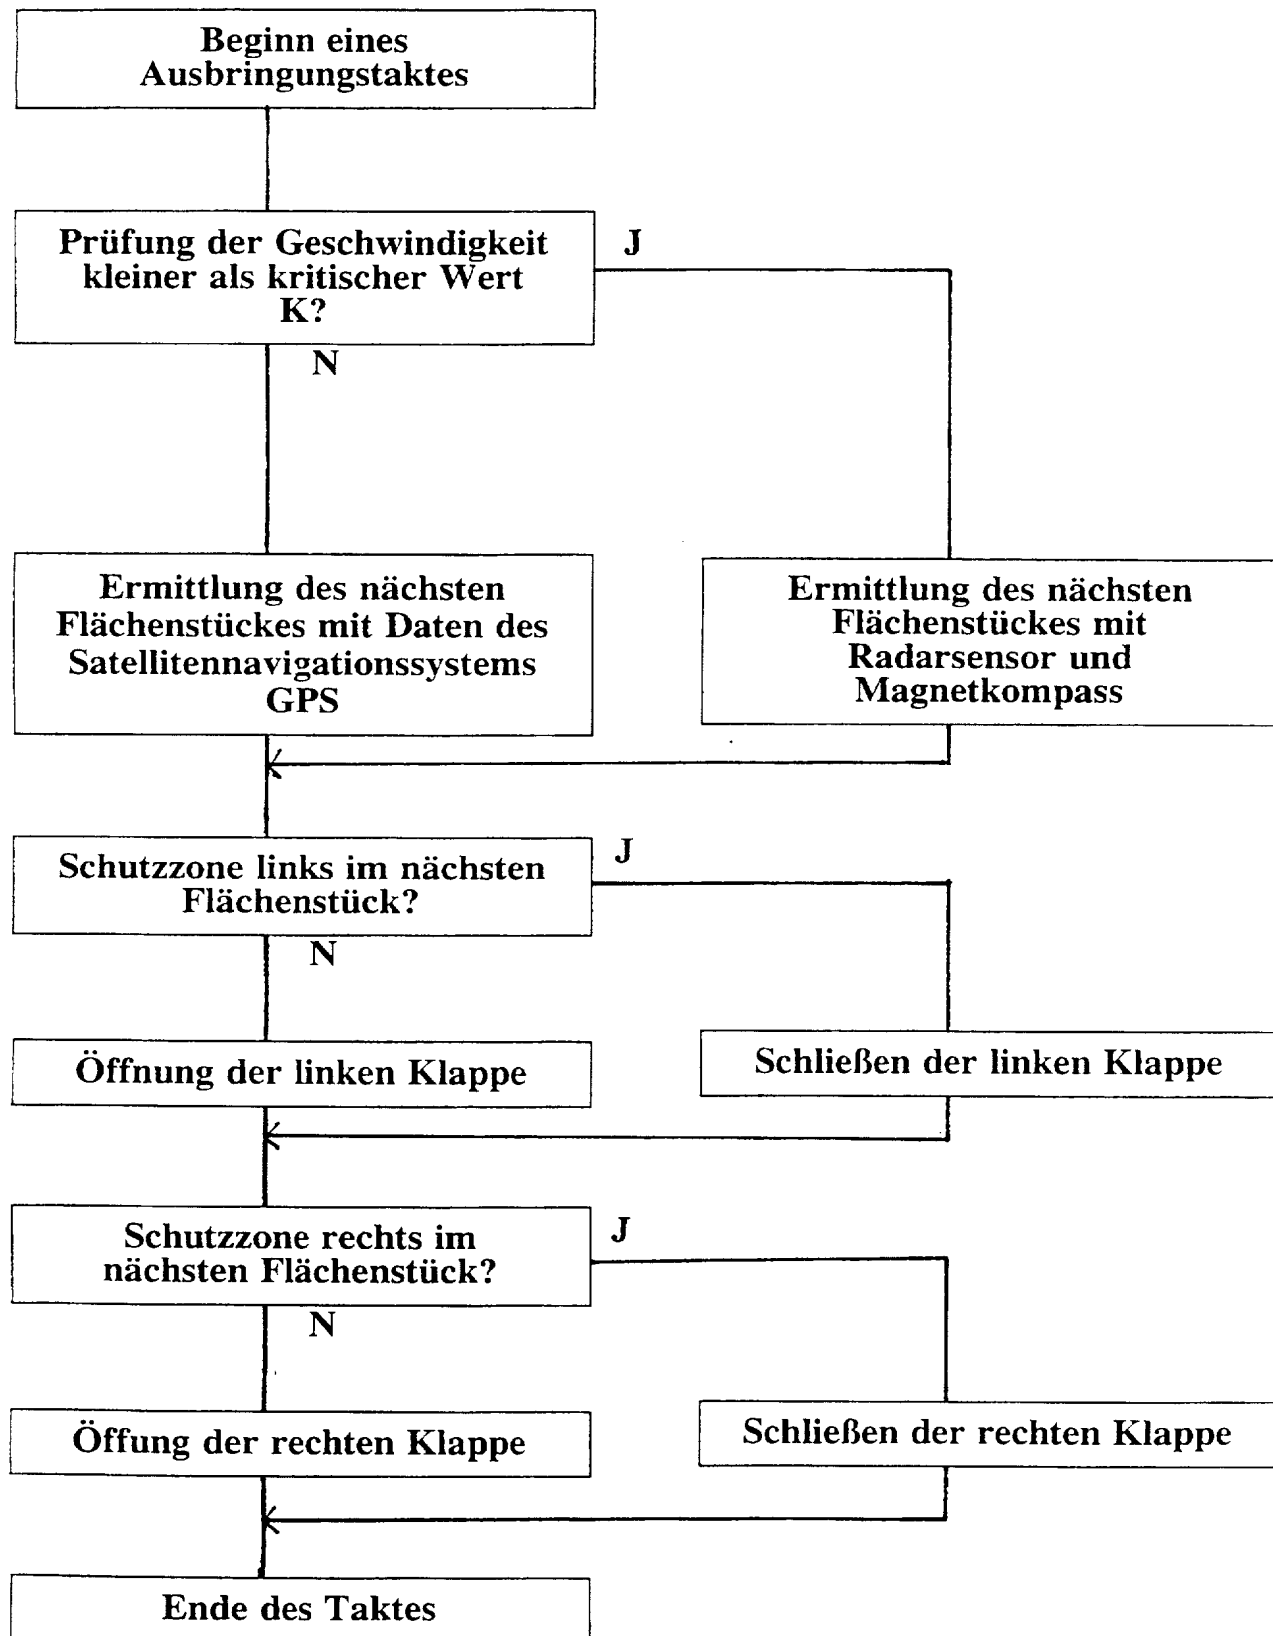 Beginn eines
Ausbringungstaktes
Prüfung der Geschwindigkeit
kleiner als kritischer Wert
K?
J
N
Ermittlung des nächsten
Flächenstückes mit Daten des
Satellitennavigationssystems
GPS
Ermittlung des nächsten
Flächenstückes mit
Radarsensor und
Magnetkompass
Schutzzone links im nächsten
Flächenstück?
J
N
Öffnung der linken Klappe
Schließen der linken Klappe
Schutzzone rechts im
nächsten Flächenstück?
J
N
Öffung der rechten Klappe
Schließen der rechten Klappe
Ende des Taktes